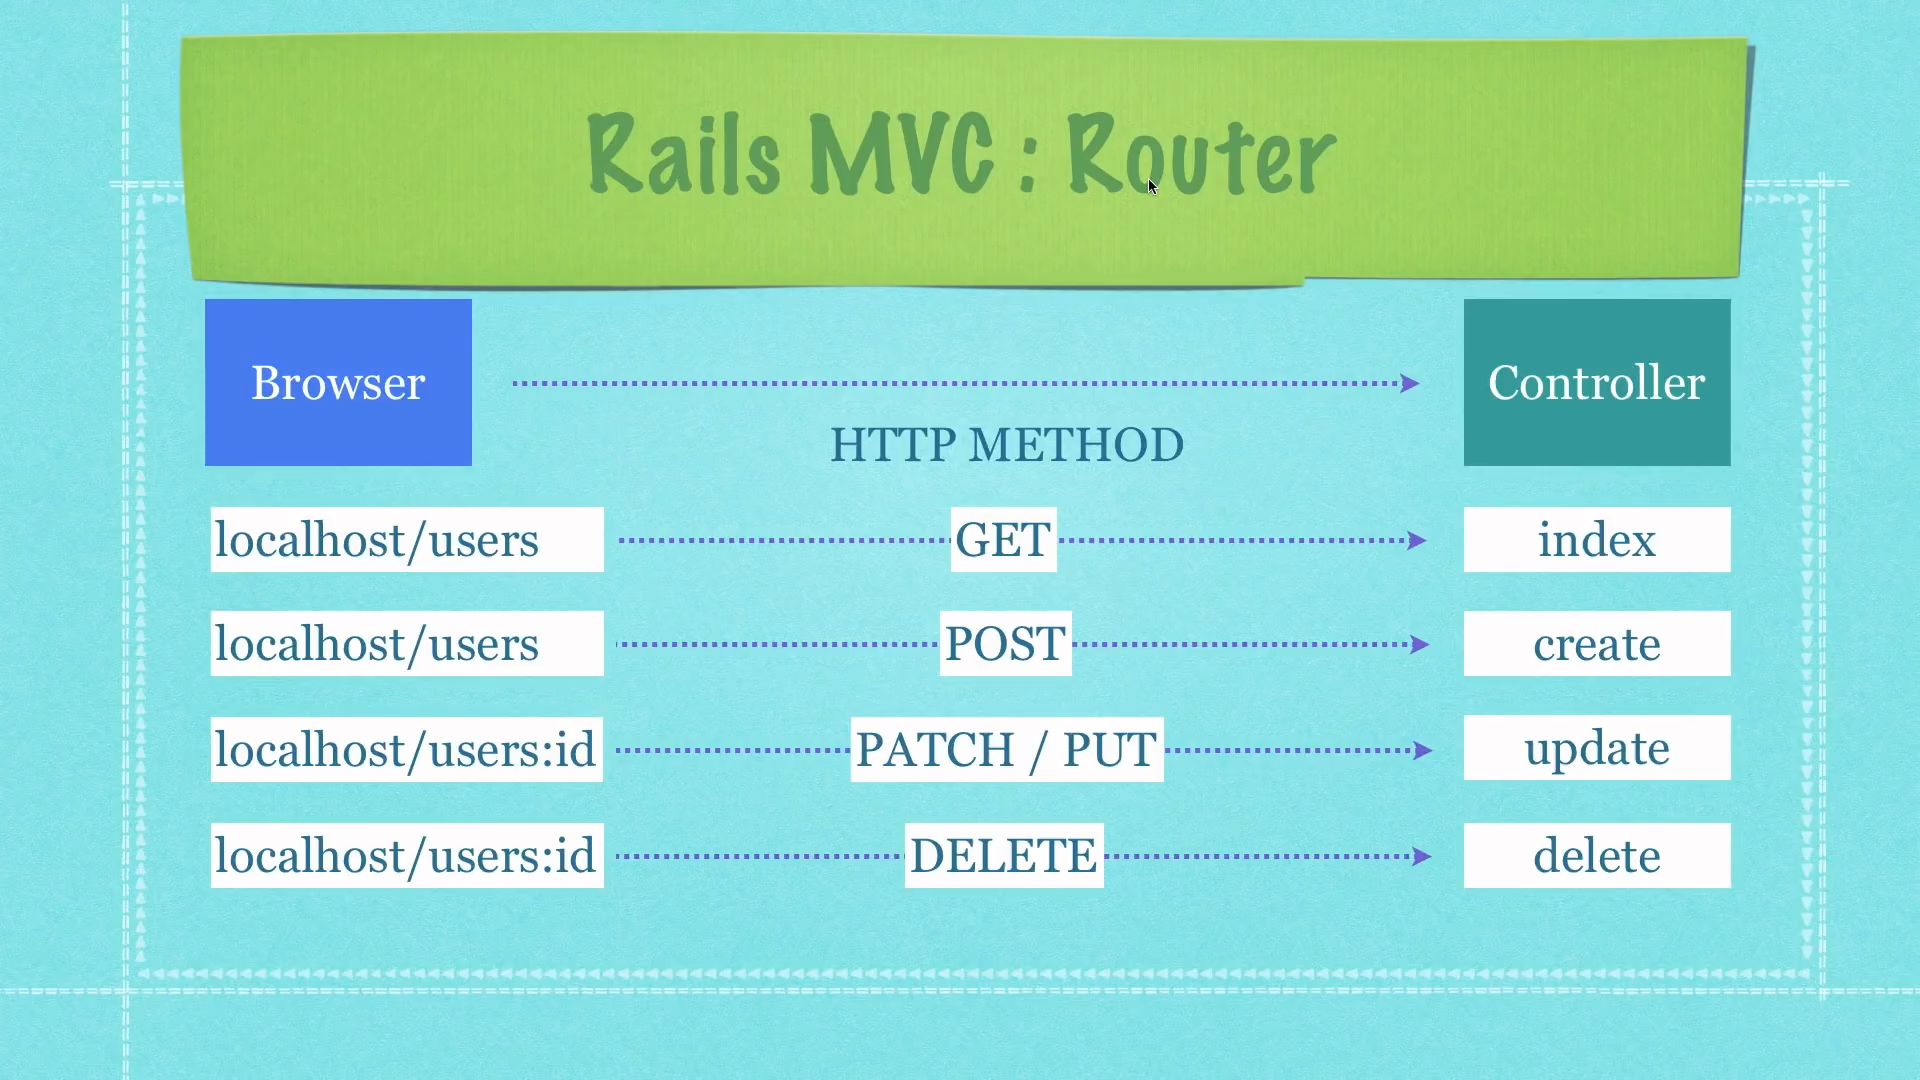 Rails MVC : Router
Browser
Controller
HTTP METHOD
localhost/users GET index
localhost/users POST create
localhost/users:id PATCH / PUT update
localhost/users:id DELETE delete